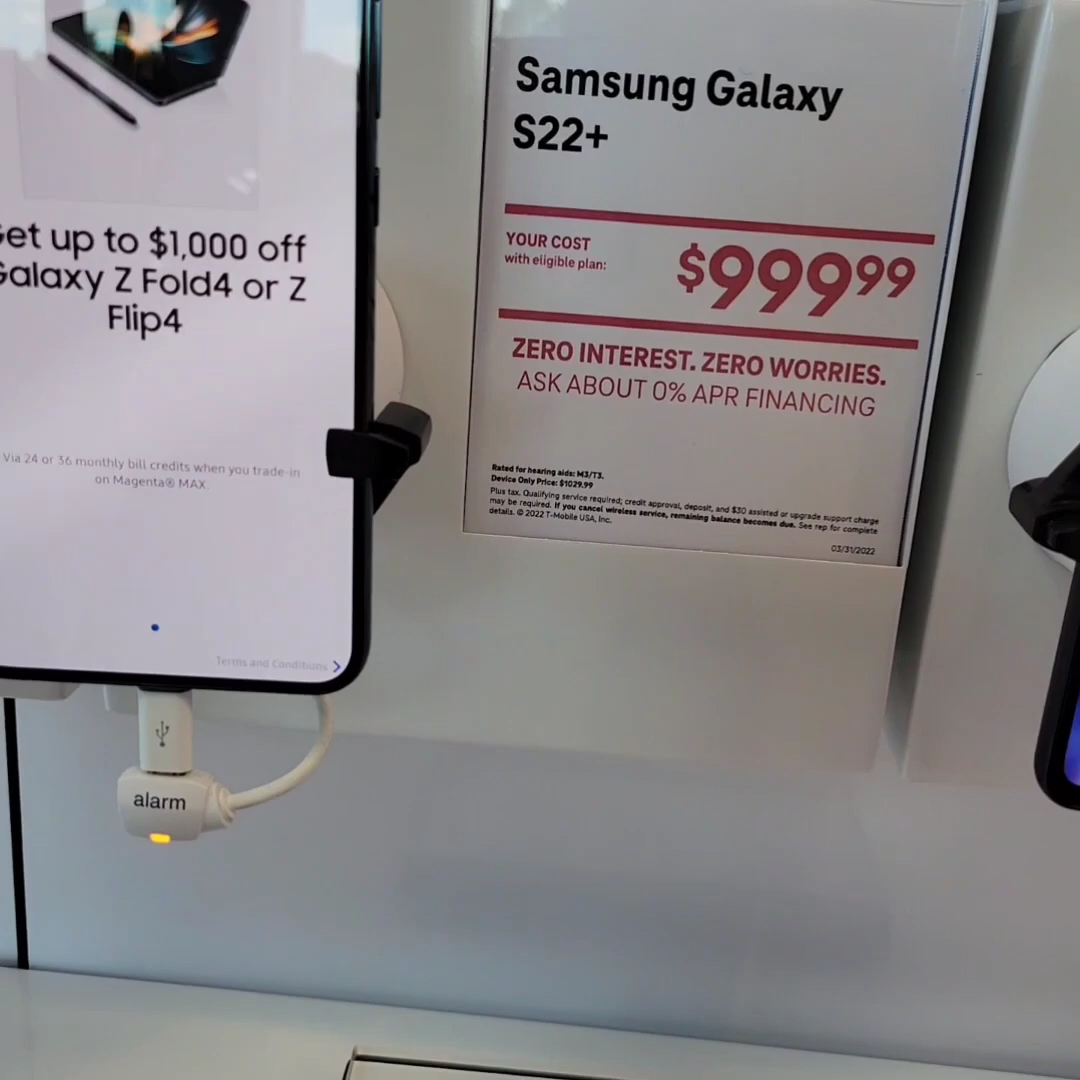 et up to $1,000 off
Galaxy Z Fold4 or Z
Flip4
Via 24 or 36 monthly bill credits when you trade-in
on Magenta® MAX.
Terms and Conditions
alarm
Samsung Galaxy
S22+
YOUR COST
with eligible plan:
$999⁹⁹
ZERO INTEREST. ZERO WORRIES.
ASK ABOUT 0% APR FINANCING
Rated for hearing aids: M3/T3.
Device Only Price: $1029.99
Plus tax. Qualifying service required; credit approval, deposit, and $30 assisted or upgrade support charge
may be required. If you cancel wireless service, remaining balance becomes due. See rep for complete
details. © 2022 T-Mobile USA, Inc.
03/31/2022